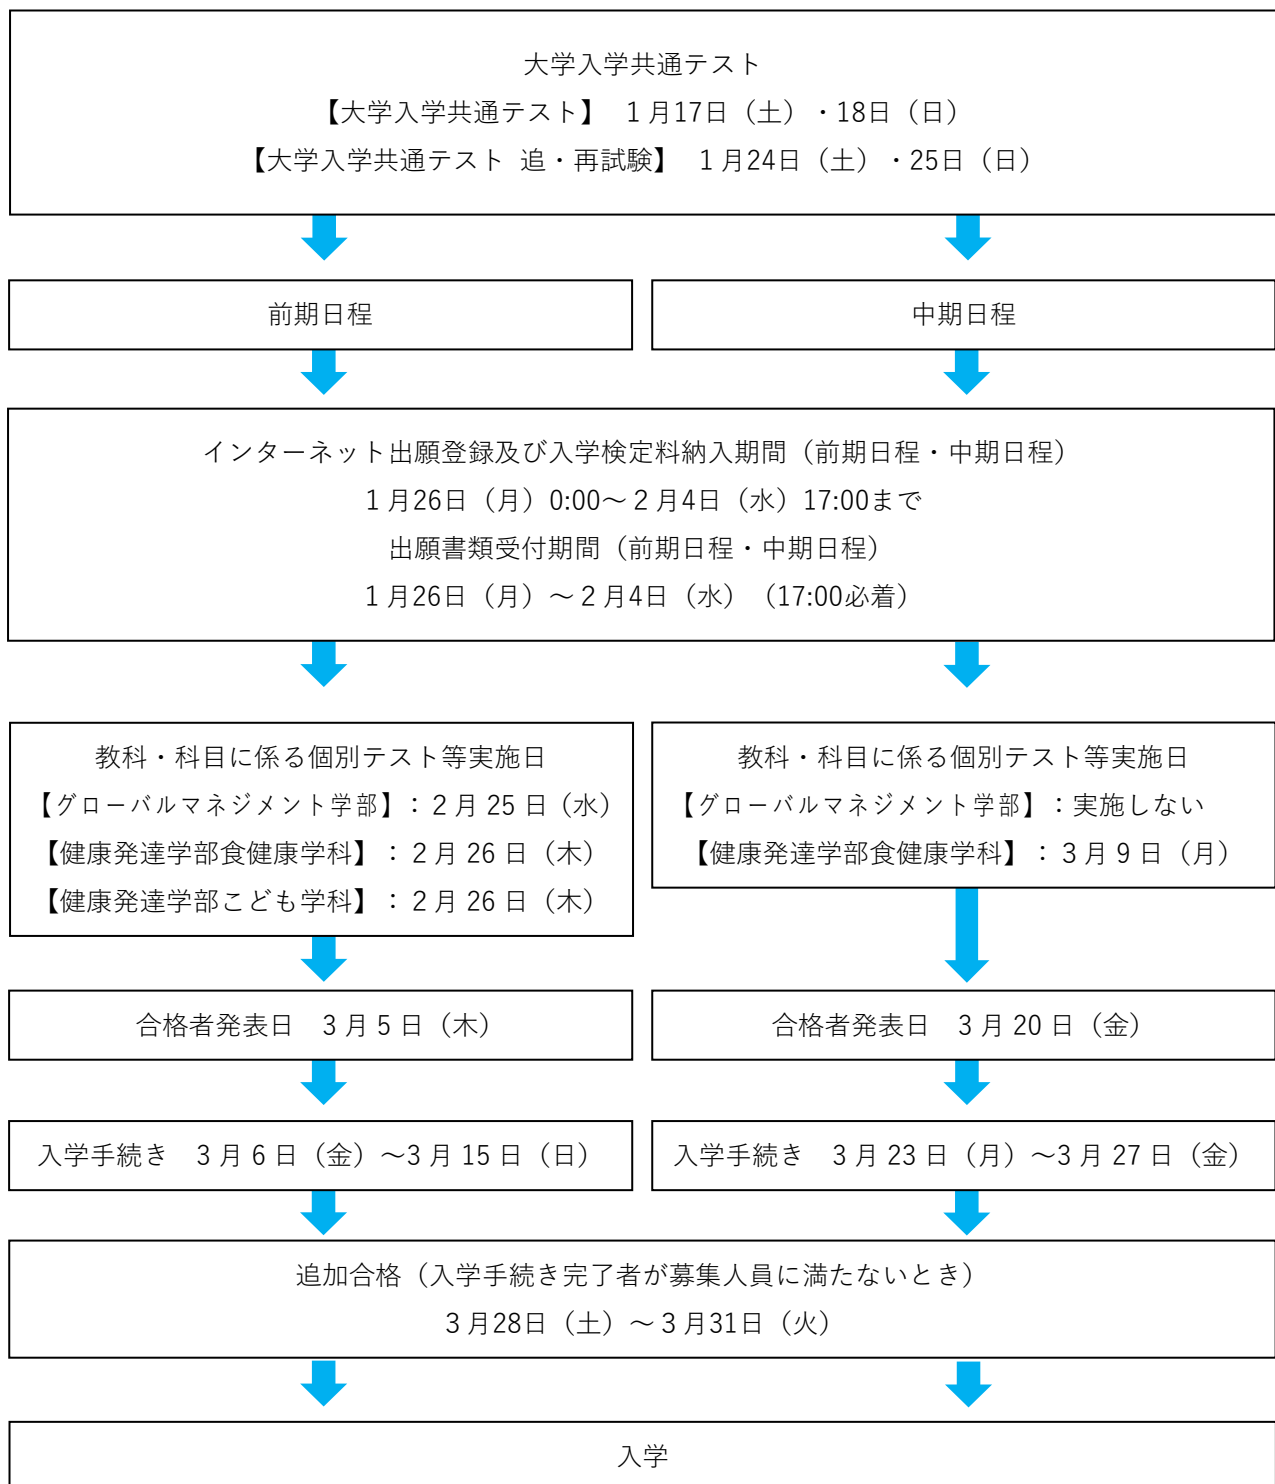 大学入学共通テスト
【大学入学共通テスト】 １月17日（土）・18日（日）
【大学入学共通テスト 追・再試験】 １月24日（土）・25日（日）
前期日程
中期日程
インターネット出願登録及び入学検定料納入期間（前期日程・中期日程）
１月26日（月）0:00～２月4日（水）17:00まで
出願書類受付期間（前期日程・中期日程）
１月26日（月）～２月4日（水）（17:00必着）
教科・科目に係る個別テスト等実施日
【グローバルマネジメント学部】：２月 25 日（水）
【健康発達学部食健康学科】：２月 26 日（木）
【健康発達学部こども学科】：２月 26 日（木）
教科・科目に係る個別テスト等実施日
【グローバルマネジメント学部】：実施しない
【健康発達学部食健康学科】：３月 9 日（月）
合格者発表日　３月 5 日（木）
合格者発表日　３月 20 日（金）
入学手続き　３月 6 日（金）～3 月 15 日（日）
入学手続き　３月 23 日（月）～3 月 27 日（金）
追加合格（入学手続き完了者が募集人員に満たないとき）
３月28日（土）～３月31日（火）
入学